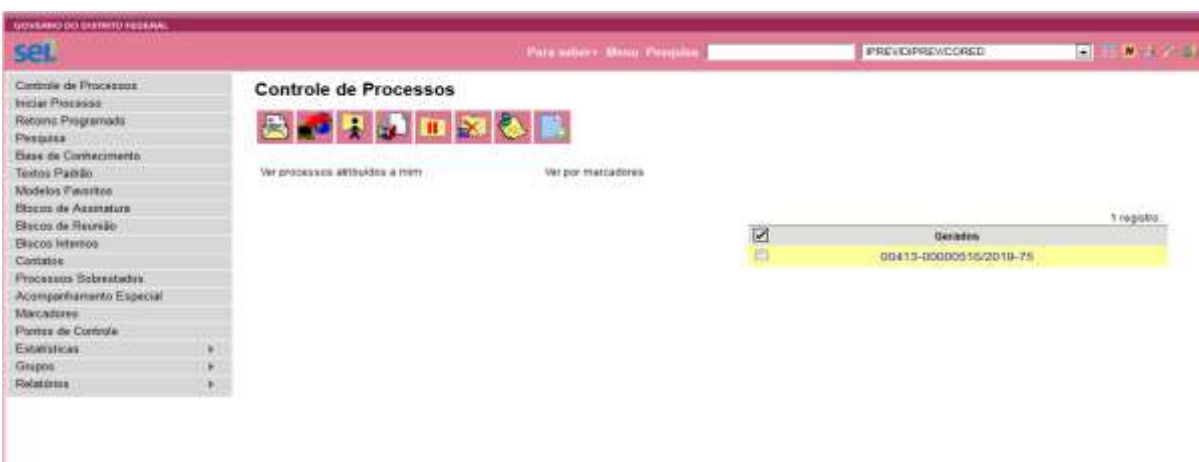 GOVERNO DO DISTRITO FEDERAL
sei.
Para saber+ Menu Pesquisa IPREV/DIPREV/CORED
Controle de Processos
Iniciar Processo
Retorno Programado
Pesquisa
Base de Conhecimento
Textos Padrão
Modelos Favoritos
Blocos de Assinatura
Blocos de Reunião
Blocos Internos
Contatos
Processos Sobrestados
Acompanhamento Especial
Marcadores
Pontos de Controle
Estatísticas
Grupos
Relatórios
Controle de Processos
Ver processos atribuídos a mim Ver por marcadores
1 registro
Gerados
00413-00000516/2019-75